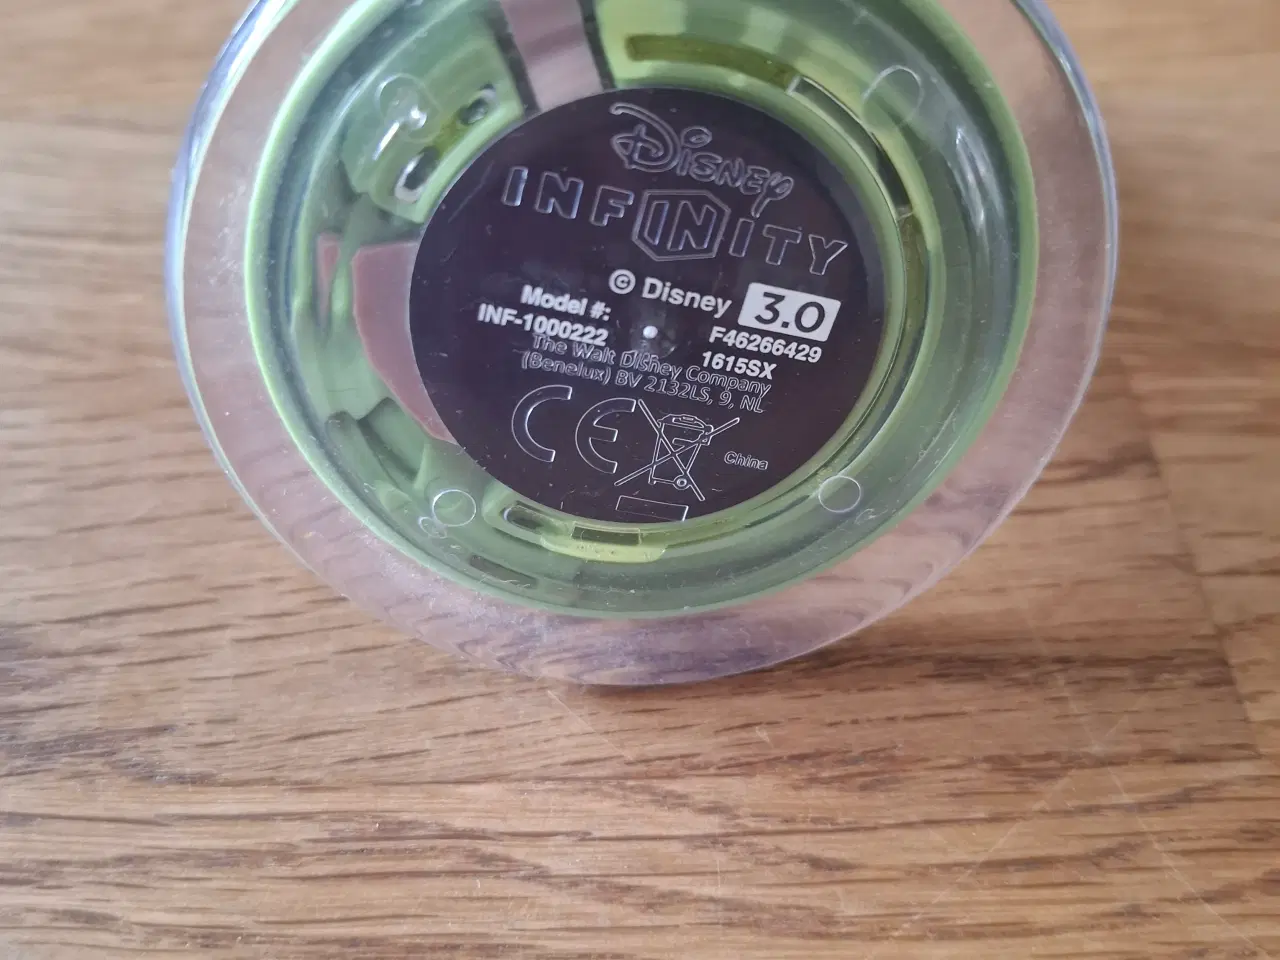 Disney
INFINITY
© Disney 3.0
Model #:
INF-1000222
F46266429
1615SX
The Walt Disney Company
(Benelux) BV 2132LS, 9, NL
CE
China